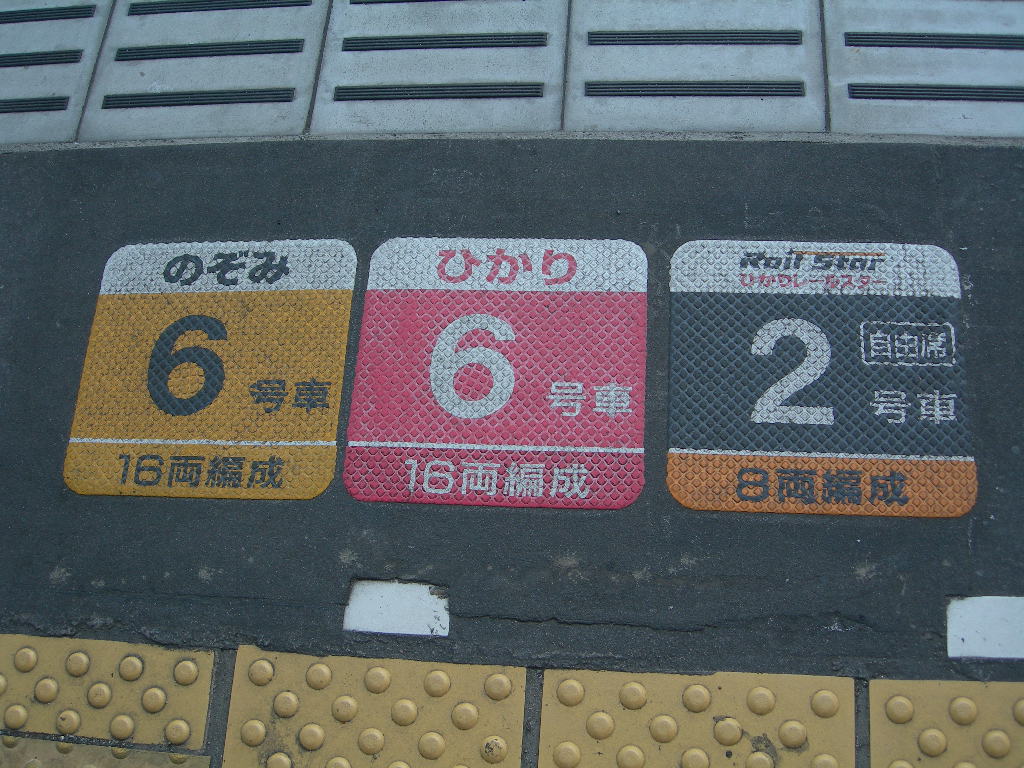 のぞみ
6号車
16両編成
ひかり
6号車
16両編成
Rail Star
ひかりレールスター
2号車
自由席
8両編成